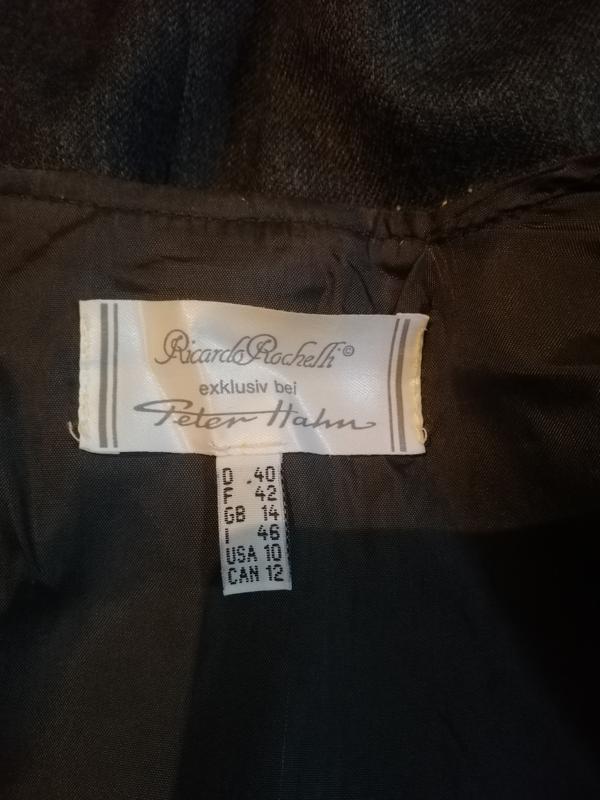 Ricardo Rochelli©
exklusiv bei
Peter Hahn
D 40
F 42
GB 14
I 46
USA 10
CAN 12